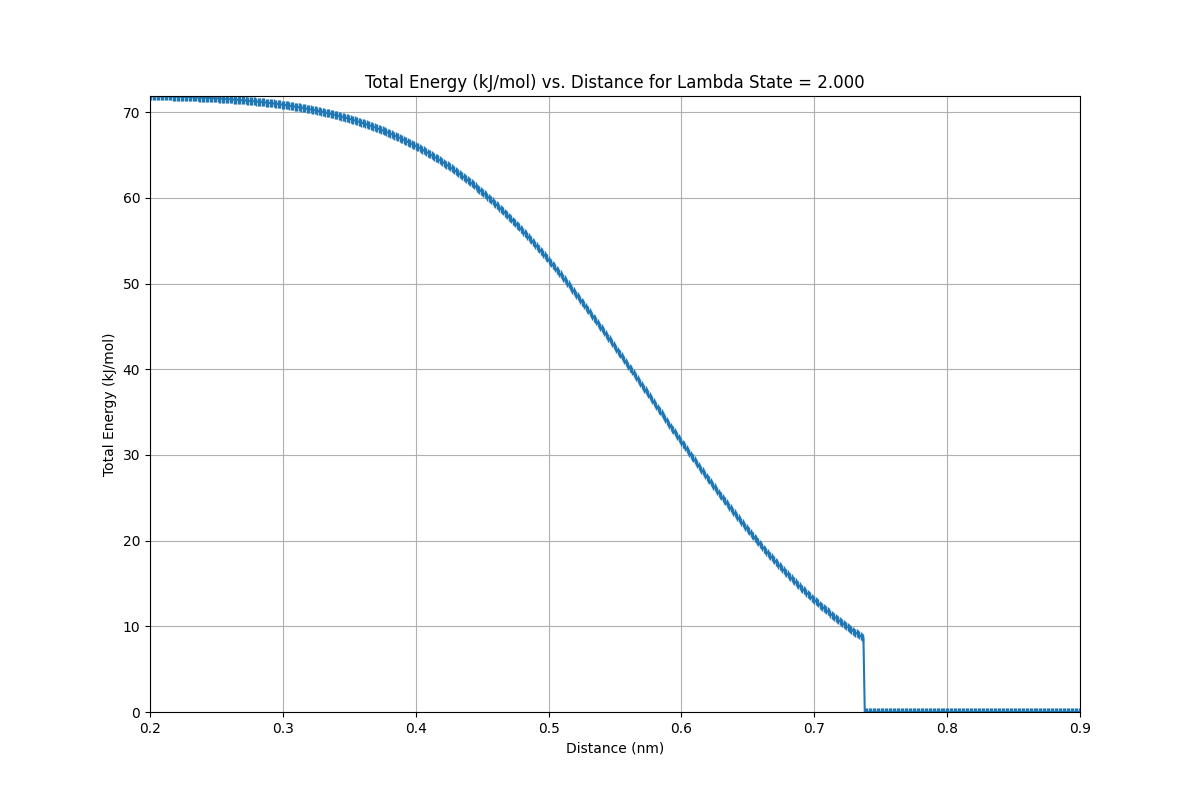 Total Energy (kJ/mol) vs. Distance for Lambda State = 2.000
70
60
50
40
30
20
10
0
Total Energy (kJ/mol)
0.2 0.3 0.4 0.5 0.6 0.7 0.8 0.9
Distance (nm)